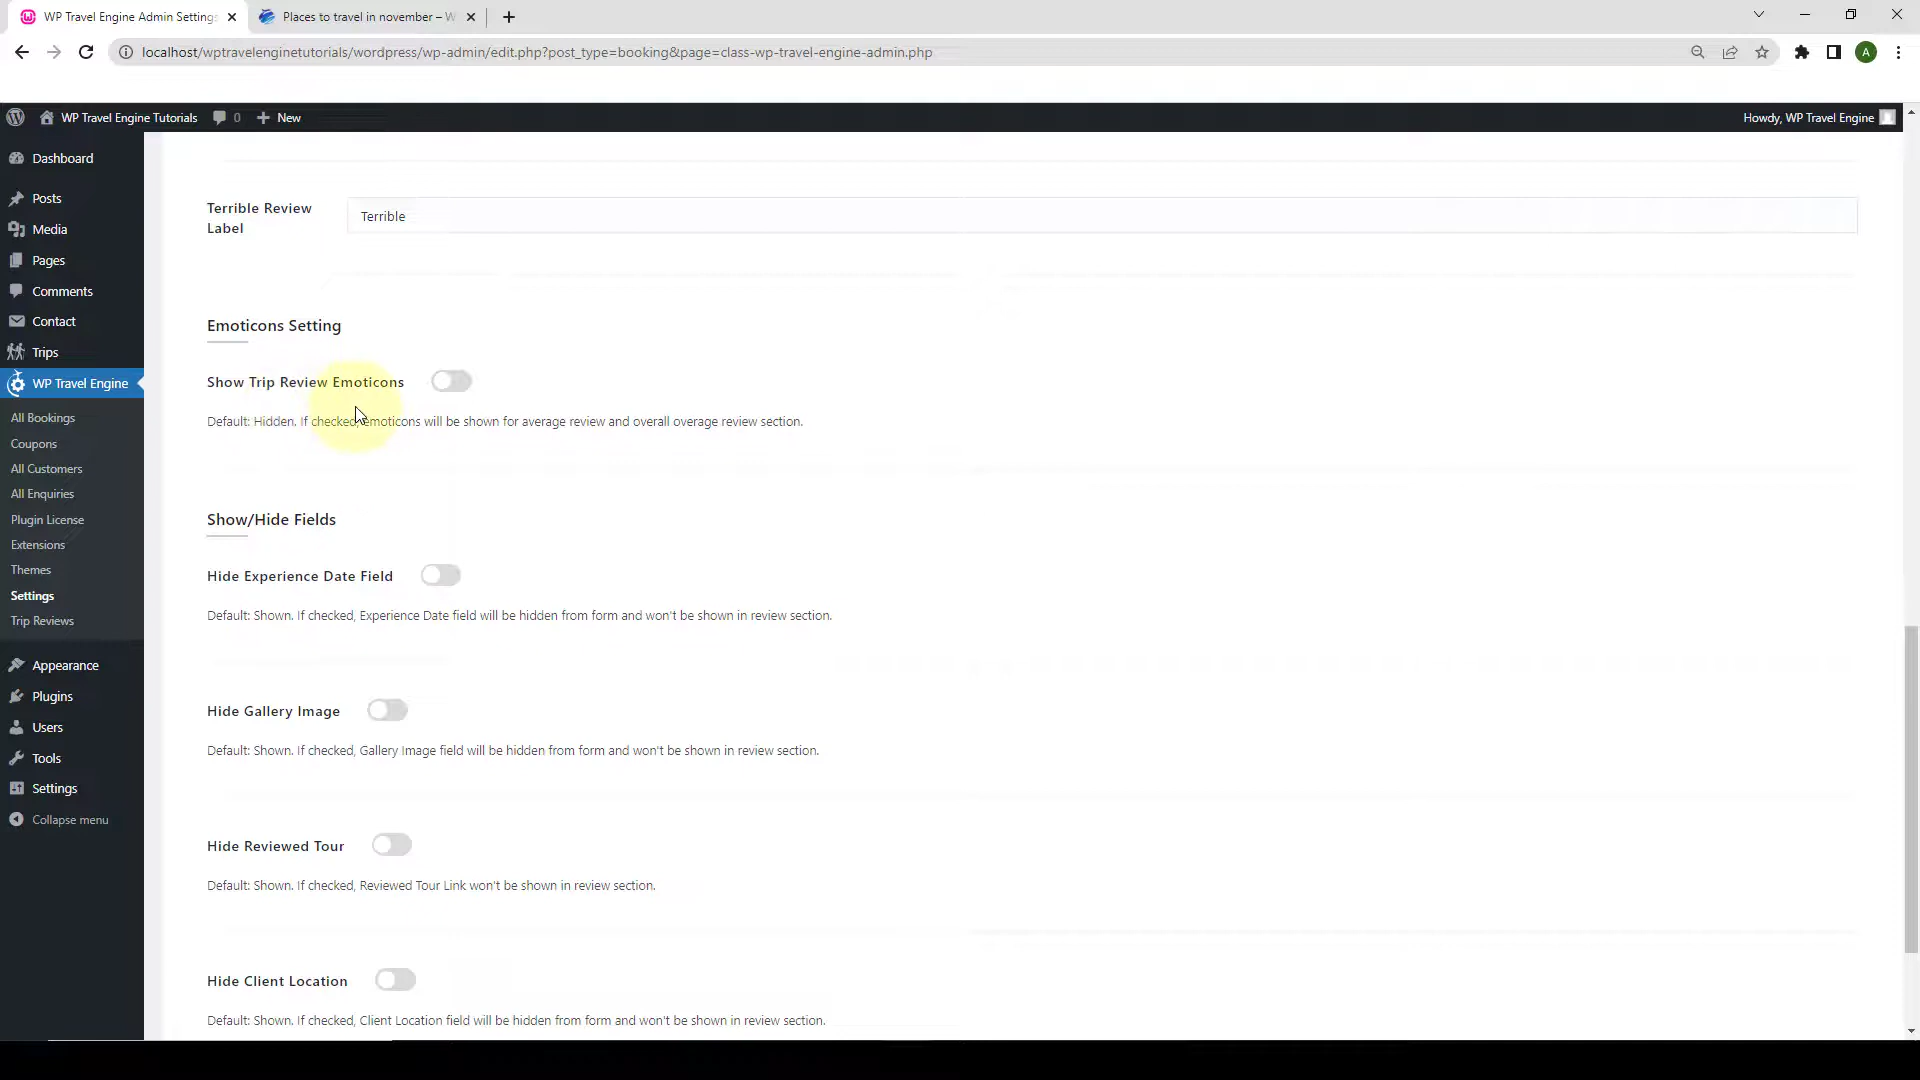 WP Travel Engine Admin Settings
Places to travel in november – W
localhost/wptravelenginetutorials/wordpress/wp-admin/edit.php?post_type=booking&page=class-wp-travel-engine-admin.php
A
WP Travel Engine Tutorials
0
New
Howdy, WP Travel Engine
Dashboard
Posts
Media
Pages
Comments
Contact
Trips
WP Travel Engine
All Bookings
Coupons
All Customers
All Enquiries
Plugin License
Extensions
Themes
Settings
Trip Reviews
Appearance
Plugins
Users
Tools
Settings
Collapse menu
Terrible Review
Label
Terrible
Emoticons Setting
Show Trip Review Emoticons
Default: Hidden. If checked, emoticons will be shown for average review and overall overage review section.
Show/Hide Fields
Hide Experience Date Field
Default: Shown. If checked, Experience Date field will be hidden from form and won't be shown in review section.
Hide Gallery Image
Default: Shown. If checked, Gallery Image field will be hidden from form and won't be shown in review section.
Hide Reviewed Tour
Default: Shown. If checked, Reviewed Tour Link won't be shown in review section.
Hide Client Location
Default: Shown. If checked, Client Location field will be hidden from form and won't be shown in review section.